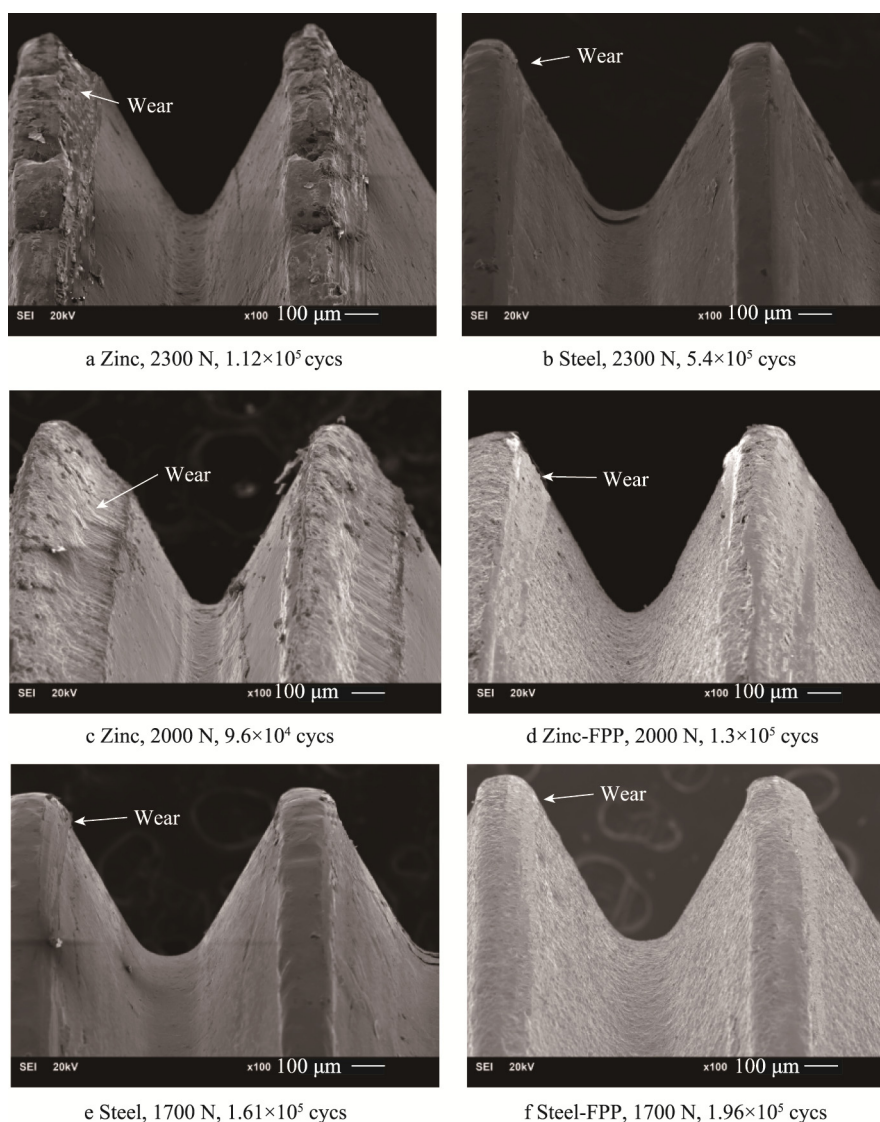 Wear
SEI 20kV x100 100 μm
a Zinc, 2300 N, 1.12×10⁵ cycs
Wear
SEI 20kV x100 100 μm
b Steel, 2300 N, 5.4×10⁵ cycs
Wear
SEI 20kV x100 100 μm
c Zinc, 2000 N, 9.6×10⁴ cycs
Wear
SEI 20kV x100 100 μm
d Zinc-FPP, 2000 N, 1.3×10⁵ cycs
Wear
SEI 20kV x100 100 μm
e Steel, 1700 N, 1.61×10⁵ cycs
Wear
SEI 20kV x100 100 μm
f Steel-FPP, 1700 N, 1.96×10⁵ cycs